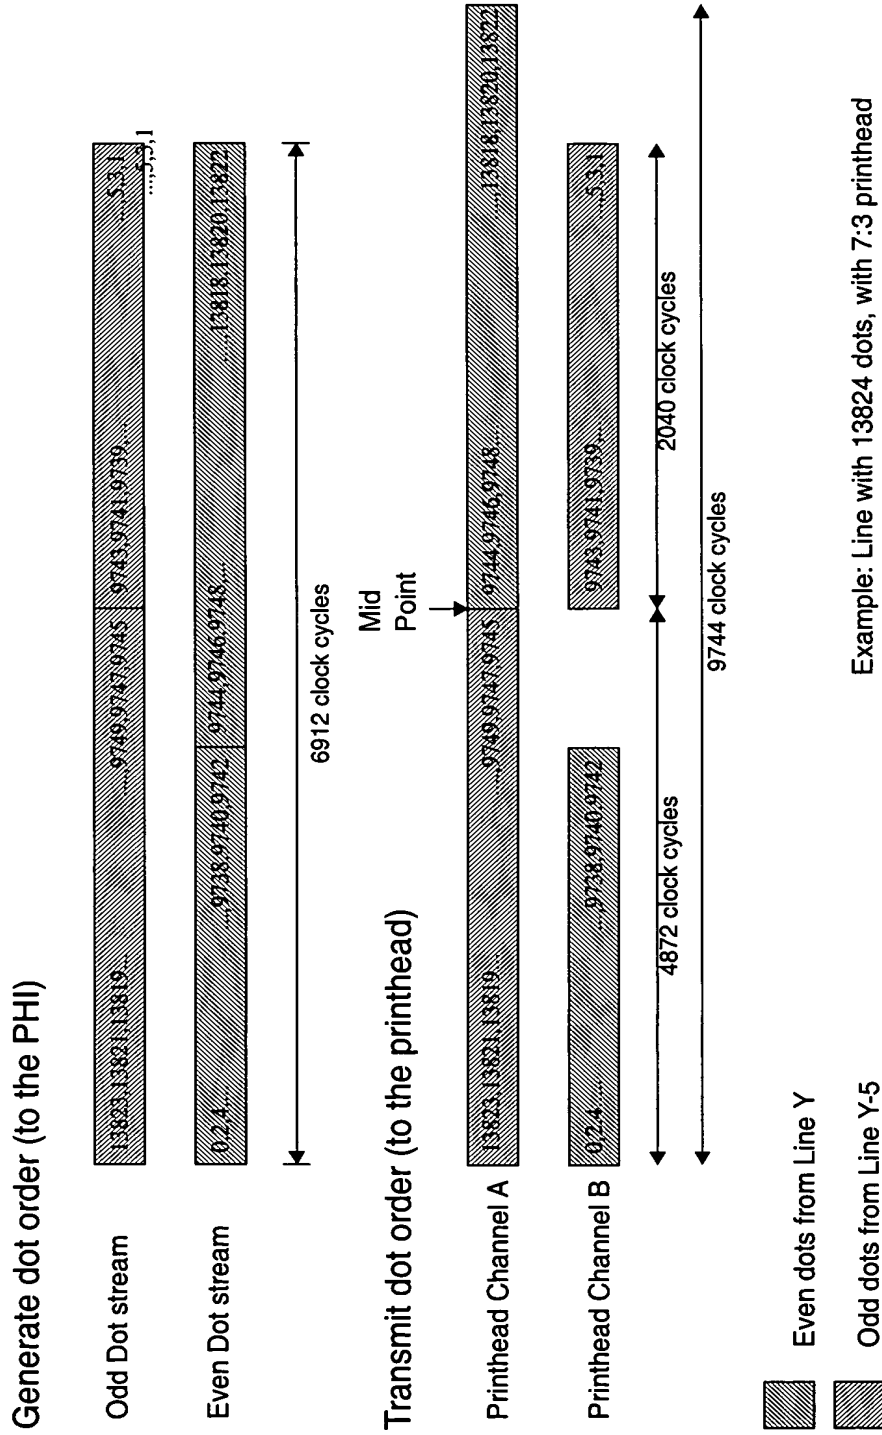 Generate dot order (to the PHI)
Odd Dot stream
13823,13821,13819....
....,9749,9747,9745
9743,9741,9739,....
....,5,3,1
...,5,3,1
Even Dot stream
0,2,4.....
...,9738,9740,9742
9744,9746,9748,...
....,13818,13820,13822
6912 clock cycles
Transmit dot order (to the printhead)
Mid
Point
Printhead Channel A
13823,13821,13819....
....,9749,9747,9745
9744,9746,9748,...
....,13818,13820,13822
Printhead Channel B
0,2,4.....
...,9738,9740,9742
9743,9741,9739,....
....,5,3,1
4872 clock cycles
2040 clock cycles
9744 clock cycles
Even dots from Line Y
Odd dots from Line Y-5
Example: Line with 13824 dots, with 7:3 printhead